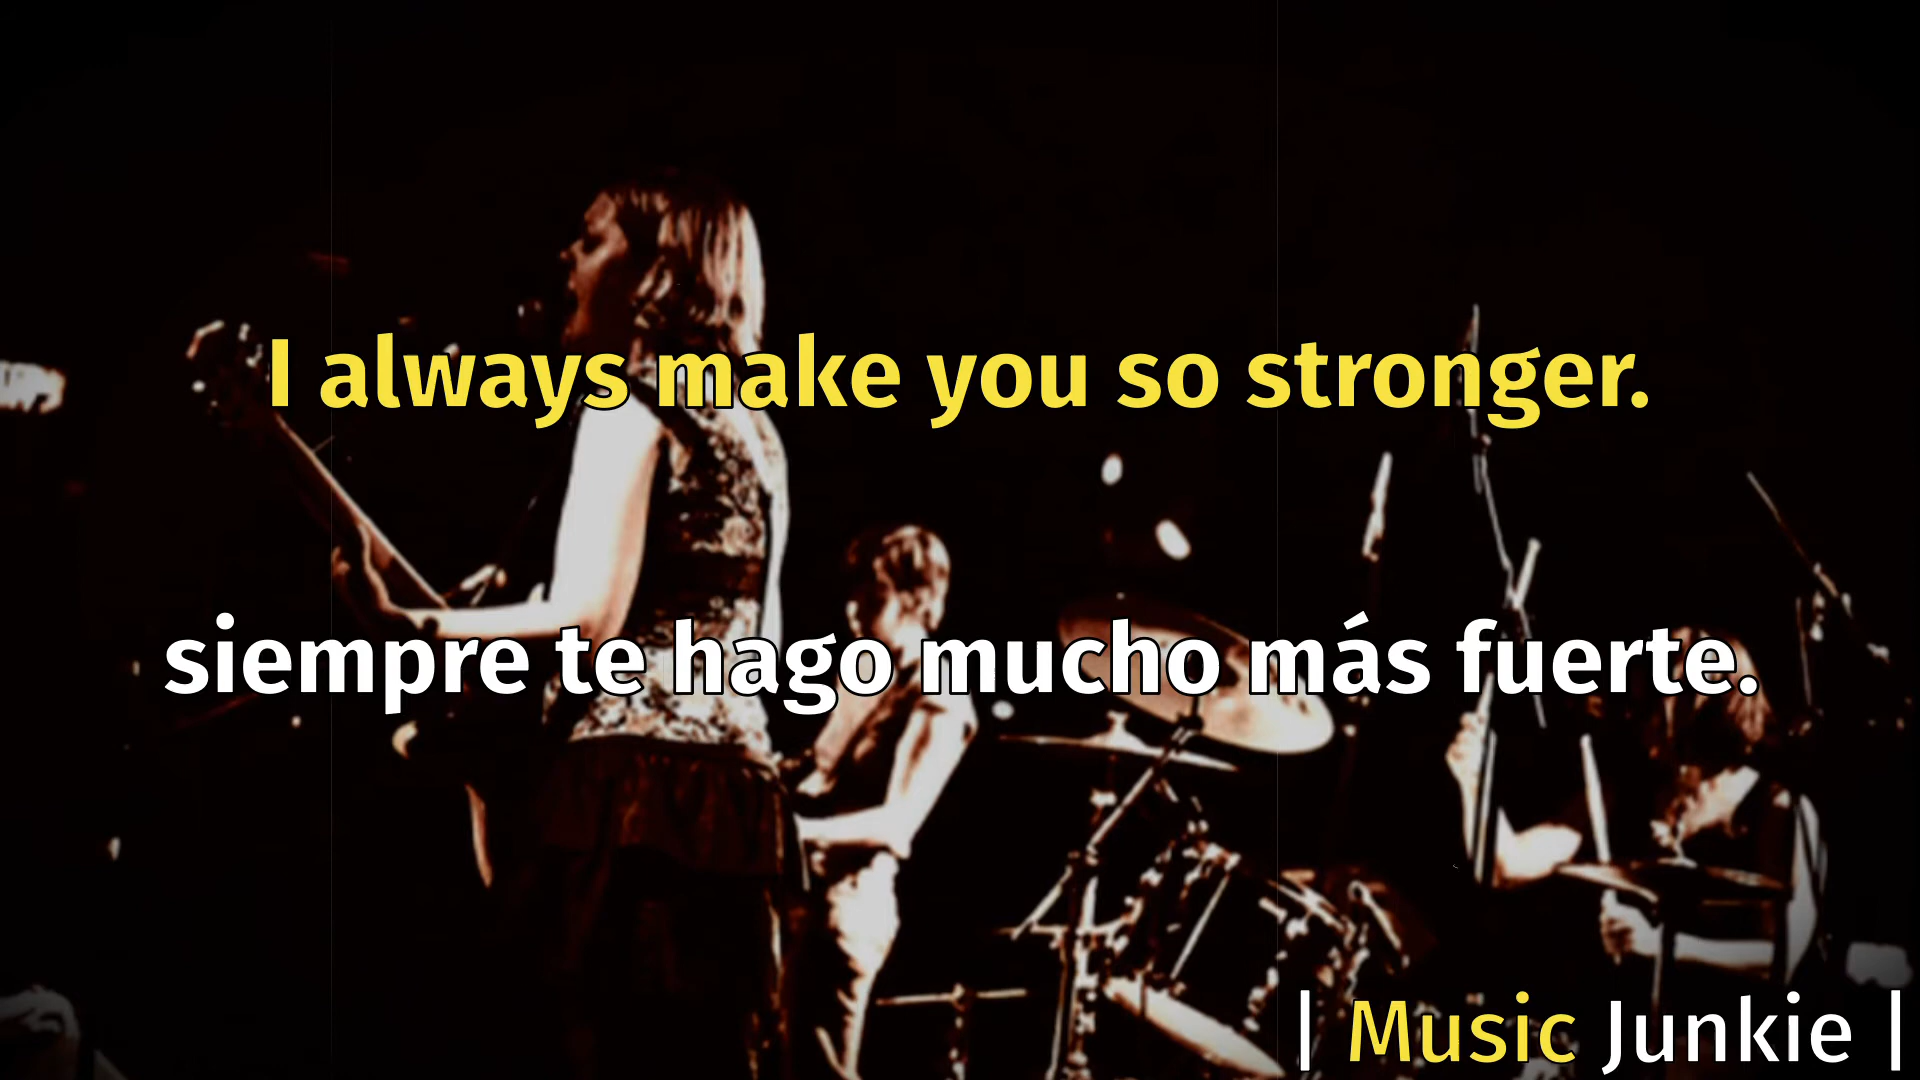 I always make you so stronger.
siempre te hago mucho más fuerte.
| Music Junkie |